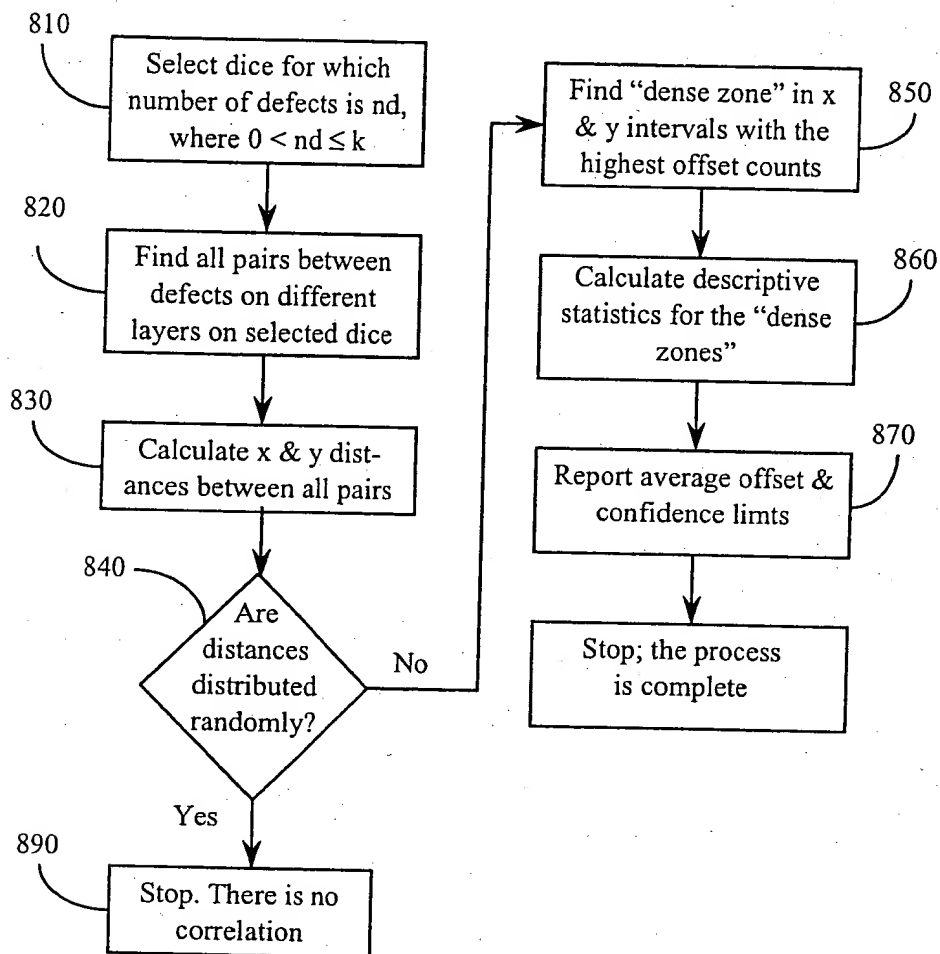 810
Select dice for which
number of defects is nd,
where 0 < nd ≤ k
820
Find all pairs between
defects on different
layers on selected dice
830
Calculate x & y dist-
ances between all pairs
840
Are
distances
distributed
randomly?
No
Yes
890
Stop. There is no
correlation
850
Find “dense zone” in x
& y intervals with the
highest offset counts
860
Calculate descriptive
statistics for the “dense
zones”
870
Report average offset &
confidence limts
Stop; the process
is complete